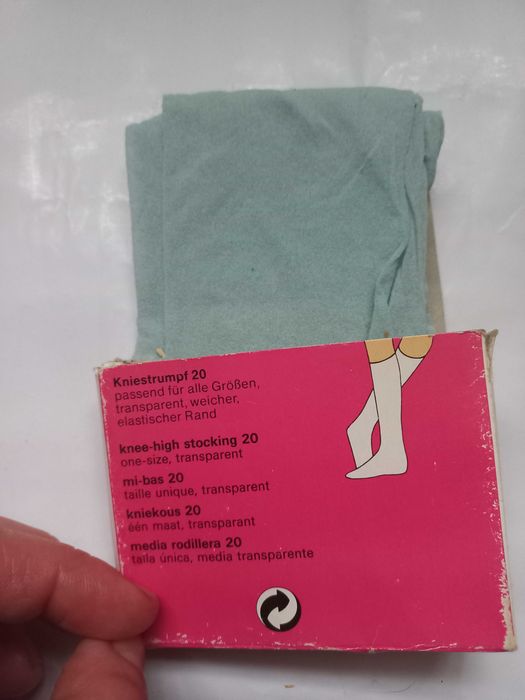 Kniestrumpf 20
passend für alle Größen,
transparent, weicher,
elastischer Rand
knee-high stocking 20
one-size, transparent
mi-bas 20
taille unique, transparent
kniekous 20
één maat, transparant
media rodillera 20
talla única, media transparente